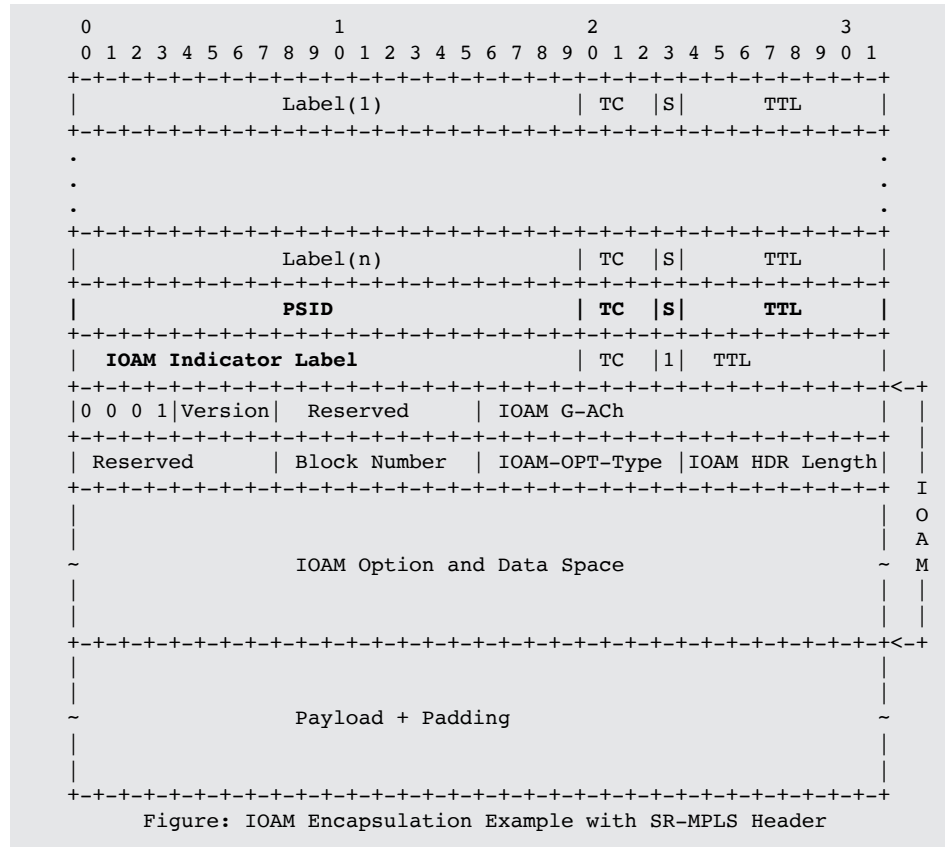 0                   1                   2                   3
 0 1 2 3 4 5 6 7 8 9 0 1 2 3 4 5 6 7 8 9 0 1 2 3 4 5 6 7 8 9 0 1
+-+-+-+-+-+-+-+-+-+-+-+-+-+-+-+-+-+-+-+-+-+-+-+-+-+-+-+-+-+-+-+-+
|                Label(1)               | TC  |S|      TTL      |
+-+-+-+-+-+-+-+-+-+-+-+-+-+-+-+-+-+-+-+-+-+-+-+-+-+-+-+-+-+-+-+-+
.                                                               .
.                                                               .
.                                                               .
+-+-+-+-+-+-+-+-+-+-+-+-+-+-+-+-+-+-+-+-+-+-+-+-+-+-+-+-+-+-+-+-+
|                Label(n)               | TC  |S|      TTL      |
+-+-+-+-+-+-+-+-+-+-+-+-+-+-+-+-+-+-+-+-+-+-+-+-+-+-+-+-+-+-+-+-+
|                PSID                   | TC  |S|      TTL      |
+-+-+-+-+-+-+-+-+-+-+-+-+-+-+-+-+-+-+-+-+-+-+-+-+-+-+-+-+-+-+-+-+
|  IOAM Indicator Label                 | TC  |1|  TTL          |
+-+-+-+-+-+-+-+-+-+-+-+-+-+-+-+-+-+-+-+-+-+-+-+-+-+-+-+-+-+-+-+-+<-+
|0 0 0 1|Version|  Reserved     | IOAM G-ACh                    |  |
+-+-+-+-+-+-+-+-+-+-+-+-+-+-+-+-+-+-+-+-+-+-+-+-+-+-+-+-+-+-+-+-+  |
| Reserved      | Block Number  | IOAM-OPT-Type |IOAM HDR Length|  |
+-+-+-+-+-+-+-+-+-+-+-+-+-+-+-+-+-+-+-+-+-+-+-+-+-+-+-+-+-+-+-+-+  I
|                                                               |  O
|                                                               |  A
~                 IOAM Option and Data Space                    ~  M
|                                                               |  |
|                                                               |  |
+-+-+-+-+-+-+-+-+-+-+-+-+-+-+-+-+-+-+-+-+-+-+-+-+-+-+-+-+-+-+-+-+<-+
|                                                               |
|                                                               |
~                 Payload + Padding                             ~
|                                                               |
|                                                               |
+-+-+-+-+-+-+-+-+-+-+-+-+-+-+-+-+-+-+-+-+-+-+-+-+-+-+-+-+-+-+-+-+
      Figure: IOAM Encapsulation Example with SR-MPLS Header